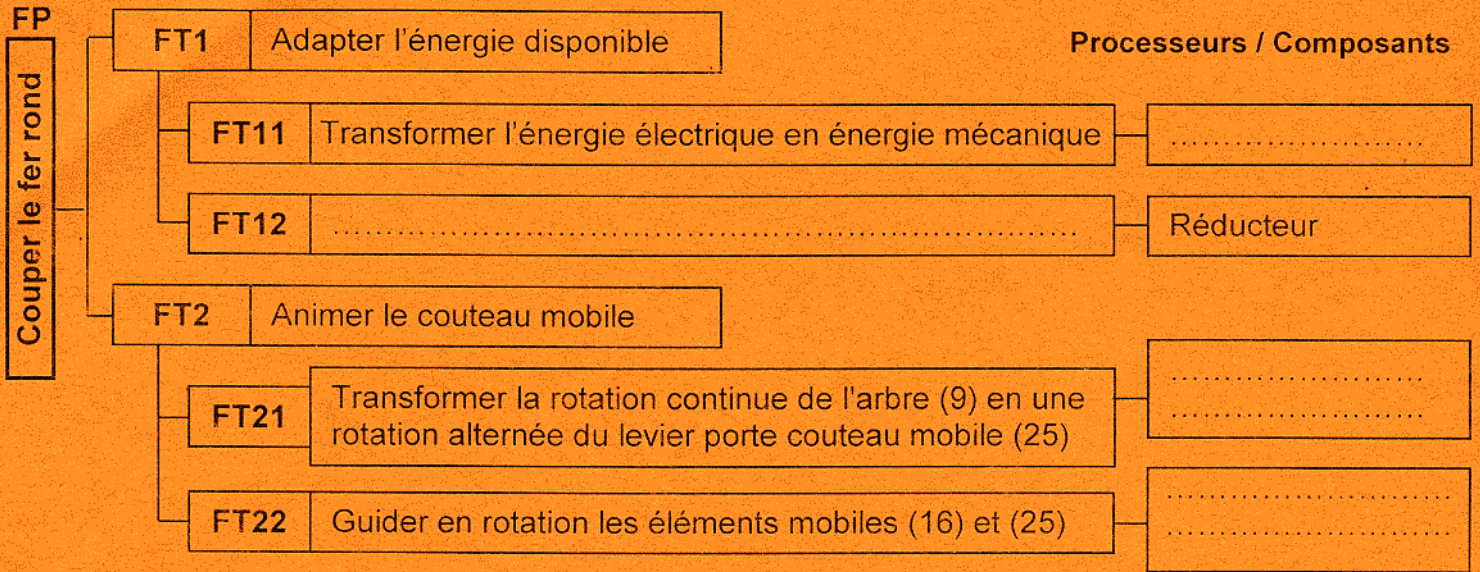 FP
Couper le fer rond
FT1 Adapter l'énergie disponible
Processeurs / Composants
FT11 Transformer l'énergie électrique en énergie mécanique ........................
FT12 ........................................................................ Réducteur
FT2 Animer le couteau mobile
FT21 Transformer la rotation continue de l'arbre (9) en une
rotation alternée du levier porte couteau mobile (25)
........................
........................
FT22 Guider en rotation les éléments mobiles (16) et (25)
...........................
...........................